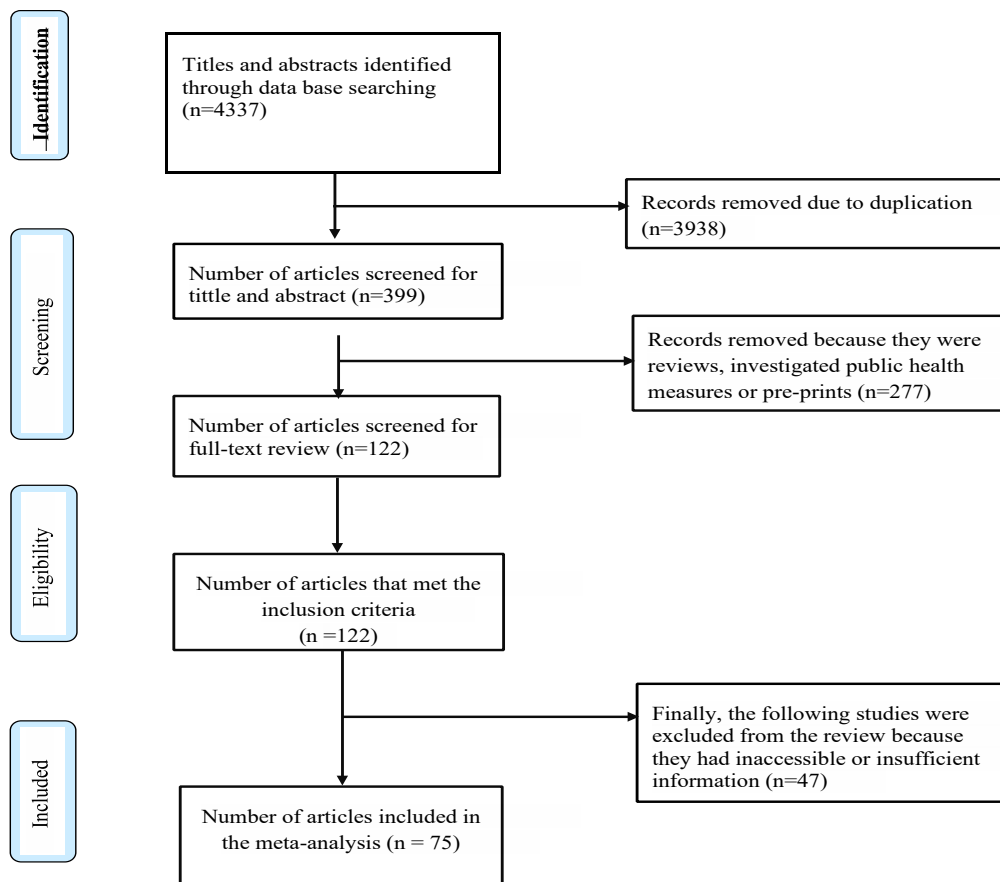 Identification
Titles and abstracts identified
through data base searching
(n=4337)
Records removed due to duplication
(n=3938)
Screening
Number of articles screened for
tittle and abstract (n=399)
Records removed because they were
reviews, investigated public health
measures or pre-prints (n=277)
Number of articles screened for
full-text review (n=122)
Eligibility
Number of articles that met the
inclusion criteria
(n =122)
Finally, the following studies were
excluded from the review because
they had inaccessible or insufficient
information (n=47)
Included
Number of articles included in
the meta-analysis (n = 75)